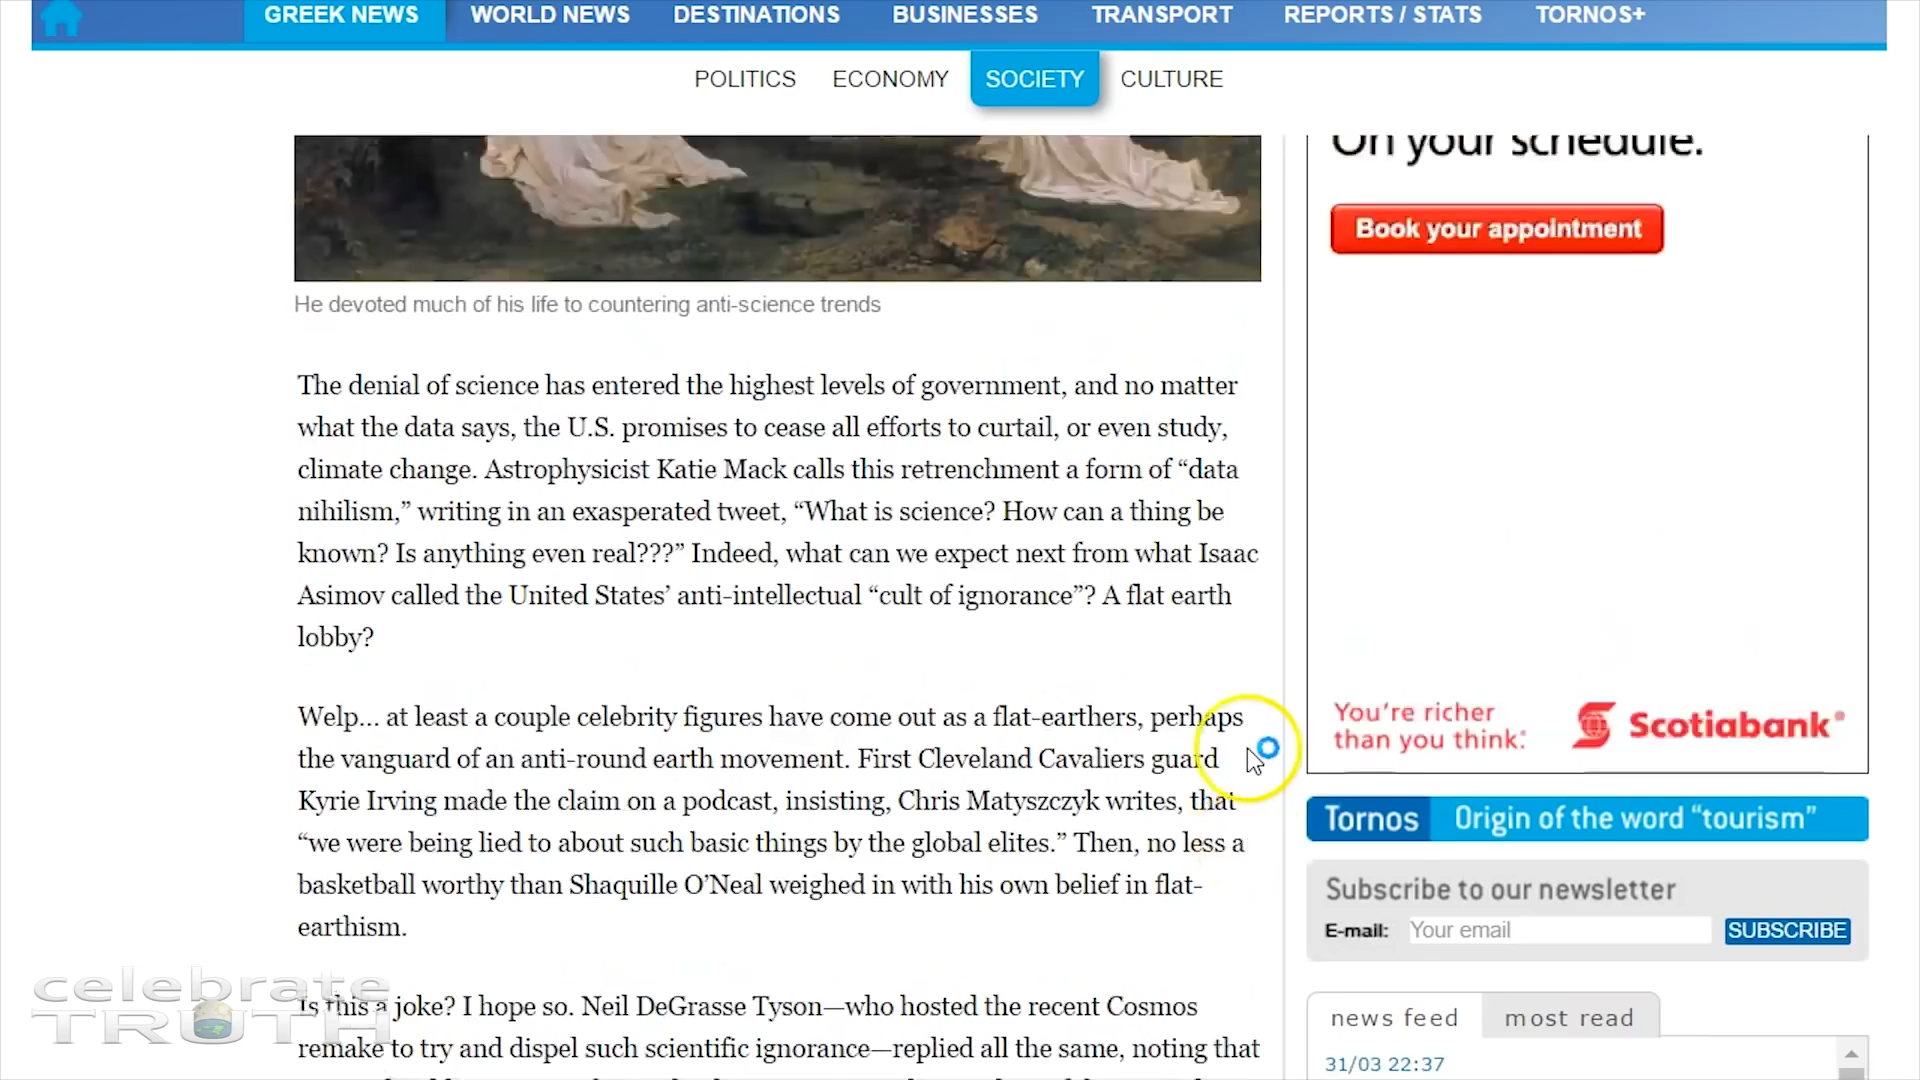 GREEK NEWS
WORLD NEWS
DESTINATIONS
BUSINESSES
TRANSPORT
REPORTS / STATS
TORNOS+
POLITICS
ECONOMY
SOCIETY
CULTURE
He devoted much of his life to countering anti-science trends
The denial of science has entered the highest levels of government, and no matter
what the data says, the U.S. promises to cease all efforts to curtail, or even study,
climate change. Astrophysicist Katie Mack calls this retrenchment a form of “data
nihilism,” writing in an exasperated tweet, “What is science? How can a thing be
known? Is anything even real???” Indeed, what can we expect next from what Isaac
Asimov called the United States’ anti-intellectual “cult of ignorance”? A flat earth
lobby?
Welp… at least a couple celebrity figures have come out as a flat-earthers, perhaps
the vanguard of an anti-round earth movement. First Cleveland Cavaliers guard
Kyrie Irving made the claim on a podcast, insisting, Chris Matyszczyk writes, that
“we were being lied to about such basic things by the global elites.” Then, no less a
basketball worthy than Shaquille O’Neal weighed in with his own belief in flat-
earthism.
Is this a joke? I hope so. Neil DeGrasse Tyson—who hosted the recent Cosmos
remake to try and dispel such scientific ignorance—replied all the same, noting that
On your schedule.
Book your appointment
You’re richer
than you think.
Scotiabank
Tornos Origin of the word “tourism”
Subscribe to our newsletter
E-mail: Your email SUBSCRIBE
news feed
most read
31/03 22:37
celebrate
TRUTH